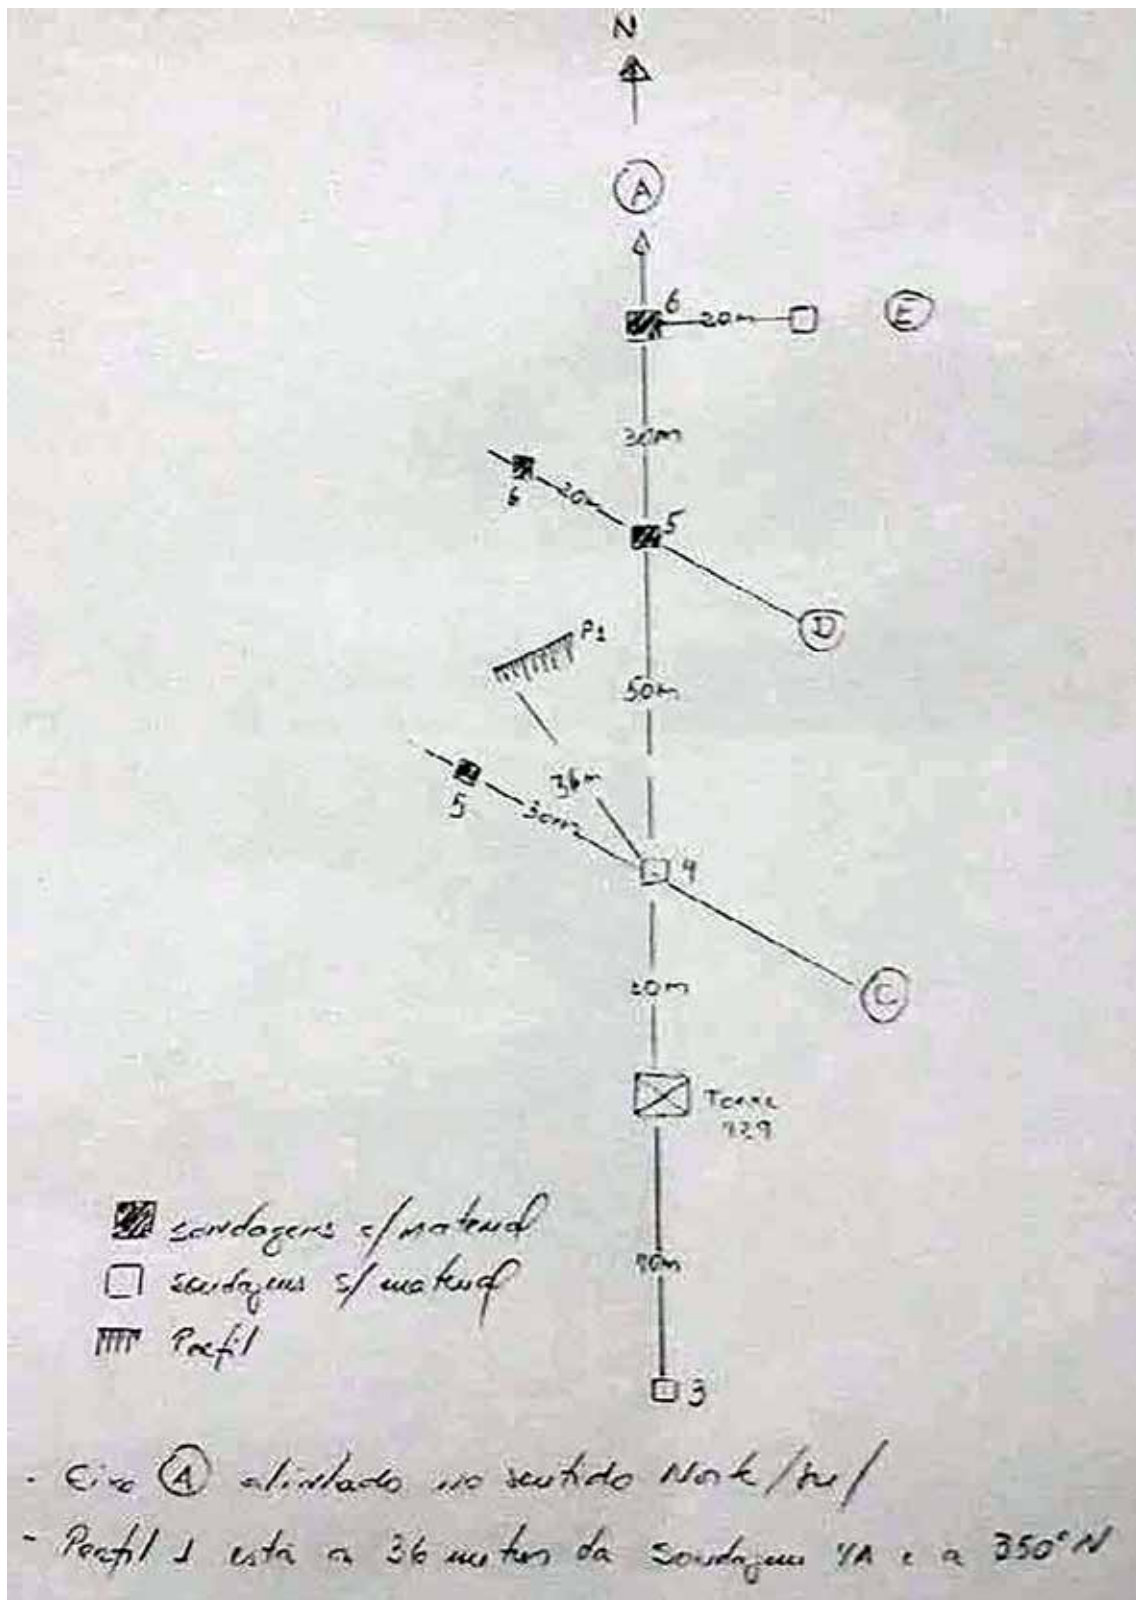 N
A
6
20m
E
30m
6
20m
5
D
P1
50m
36m
5
30m
4
C
20m
Torre
3
sondagens c/material
sondagens s/ material
Perfil
- Eixo A alinhado no sentido Norte/sul
- Perfil 1 está a 36 metros da Sondagem 4A e a 350° N